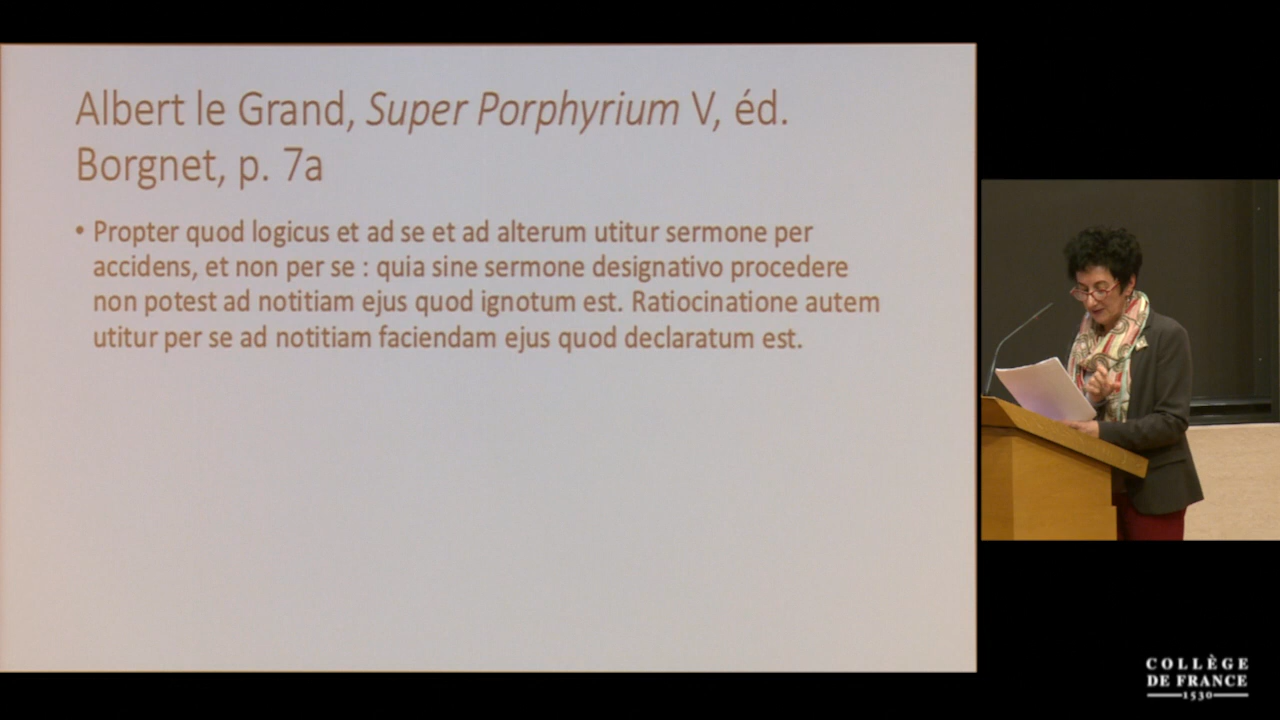 Albert le Grand, Super Porphyrium V, éd.
Borgnet, p. 7a
• Propter quod logicus et ad se et ad alterum utitur sermone per
accidens, et non per se : quia sine sermone designativo procedere
non potest ad notitiam ejus quod ignotum est. Ratiocinatione autem
utitur per se ad notitiam faciendam ejus quod declaratum est.
COLLÈGE
DE FRANCE
1530